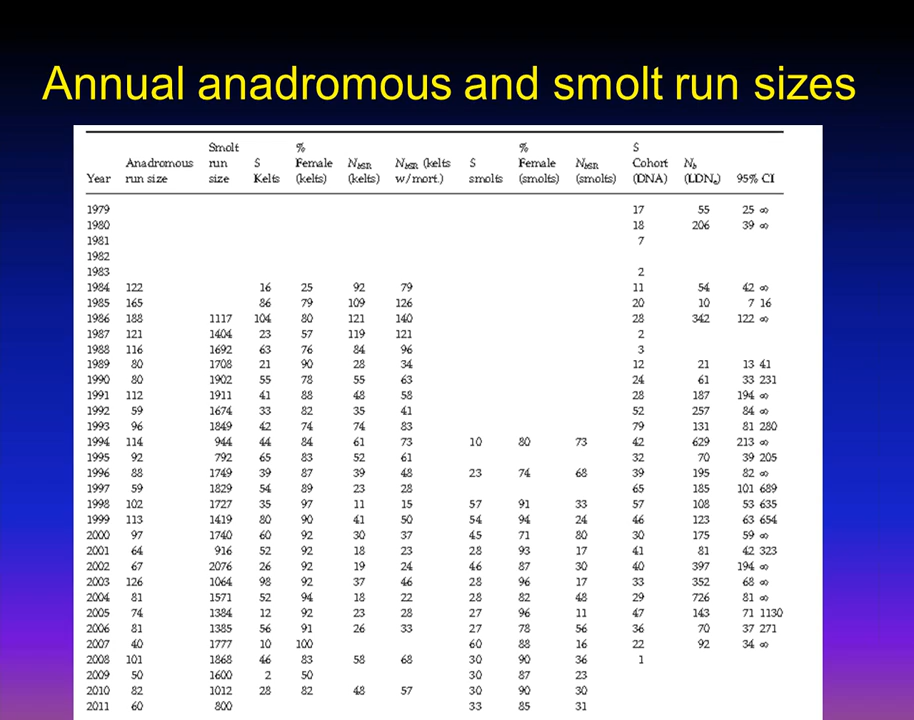 Annual anadromous and smolt run sizes
Smolt % % S
Anadromous run S Female NbSR NbSR (kelts S Female NbSR Cohort Nb
Year run size size Kelts (kelts) (kelts) w/mort.) smolts (smolts) (smolts) (DNA) (LDNe) 95% CI
1979 17 55 25 ∞
1980 18 206 39 ∞
1981 7
1982
1983 2
1984 122 16 25 92 79 11 54 42 ∞
1985 165 86 79 109 126 20 10 7 16
1986 188 1117 104 80 121 140 28 342 122 ∞
1987 121 1404 23 57 119 121 2
1988 116 1692 63 76 84 96 3
1989 80 1708 21 90 28 34 12 21 13 41
1990 80 1902 55 78 55 63 24 61 33 231
1991 112 1911 41 88 48 58 28 187 194 ∞
1992 59 1674 33 82 35 41 52 257 84 ∞
1993 96 1849 42 74 74 83 79 131 81 280
1994 114 944 44 84 61 73 10 80 73 42 629 213 ∞
1995 92 792 65 83 52 61 32 70 39 205
1996 88 1749 39 87 39 48 23 74 68 39 195 82 ∞
1997 59 1829 54 89 23 28 65 185 101 689
1998 102 1727 35 97 11 15 57 91 33 57 108 53 635
1999 113 1419 80 90 41 50 54 94 24 46 123 63 654
2000 97 1740 60 92 30 37 45 71 80 30 175 59 ∞
2001 64 916 52 92 18 23 28 93 17 41 81 42 323
2002 67 2076 26 92 19 24 46 87 30 40 397 194 ∞
2003 126 1064 98 92 37 46 28 96 17 33 352 68 ∞
2004 81 1571 52 94 18 22 28 82 48 29 726 81 ∞
2005 74 1384 12 92 23 28 27 96 11 47 143 71 1130
2006 81 1385 56 91 26 33 27 78 56 36 70 37 271
2007 40 1777 10 100 60 88 16 22 92 34 ∞
2008 101 1868 46 83 58 68 30 90 36 1
2009 50 1600 2 50 30 87 23
2010 82 1012 28 82 48 57 30 90 30
2011 60 800 33 85 31